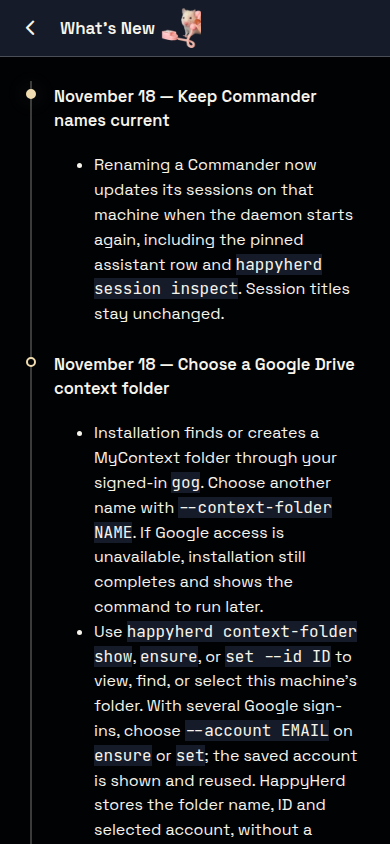 What's New
November 18 — Keep Commander
names current
Renaming a Commander now
updates its sessions on that
machine when the daemon starts
again, including the pinned
assistant row and happyherd
session inspect. Session titles
stay unchanged.
November 18 — Choose a Google Drive
context folder
Installation finds or creates a
MyContext folder through your
signed-in gog. Choose another
name with --context-folder
NAME. If Google access is
unavailable, installation still
completes and shows the
command to run later.
Use happyherd context-folder
show, ensure, or set --id ID to
view, find, or select this machine's
folder. With several Google sign-
ins, choose --account EMAIL on
ensure or set; the saved account
is shown and reused. HappyHerd
stores the folder name, ID and
selected account, without a